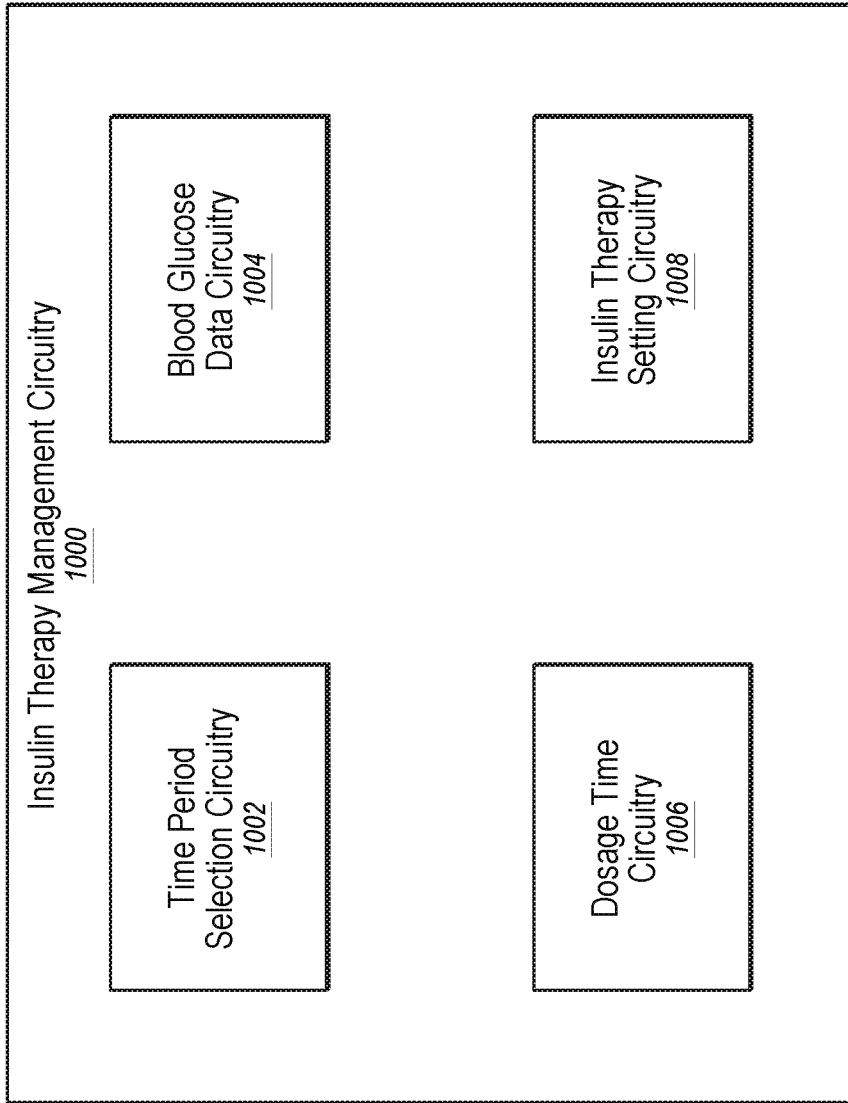 Insulin Therapy Management Circuitry
1000
Time Period
Selection Circuitry
1002
Blood Glucose
Data Circuitry
1004
Dosage Time
Circuitry
1006
Insulin Therapy
Setting Circuitry
1008